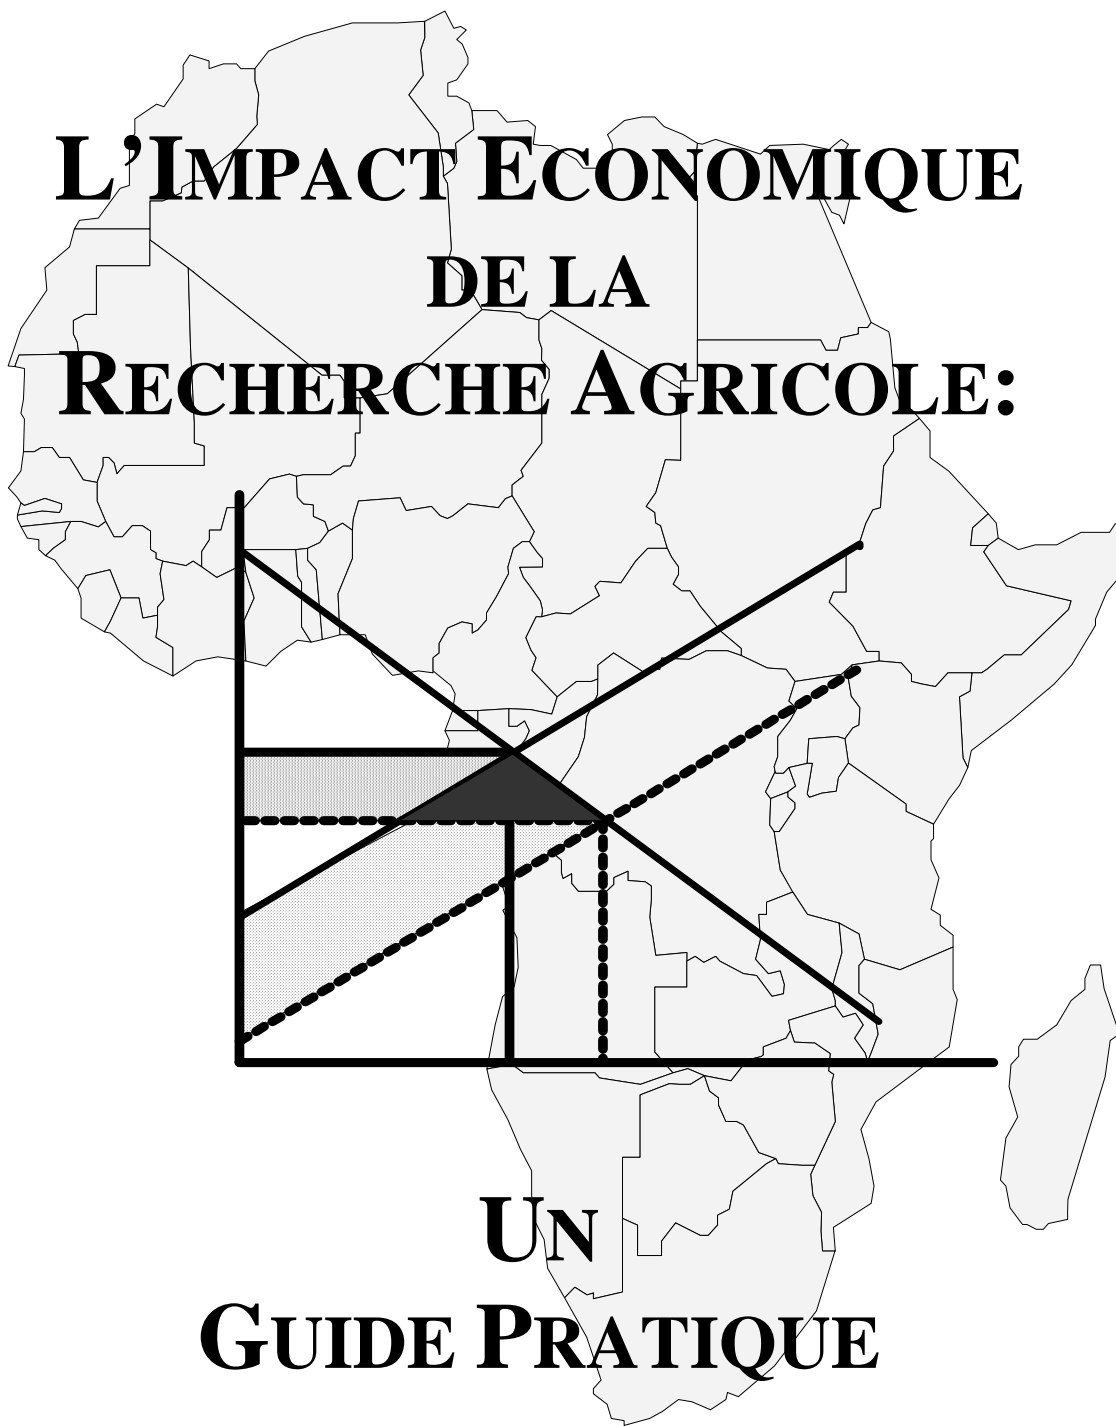 L'IMPACT ECONOMIQUE
DE LA
RECHERCHE AGRICOLE:
UN
GUIDE PRATIQUE